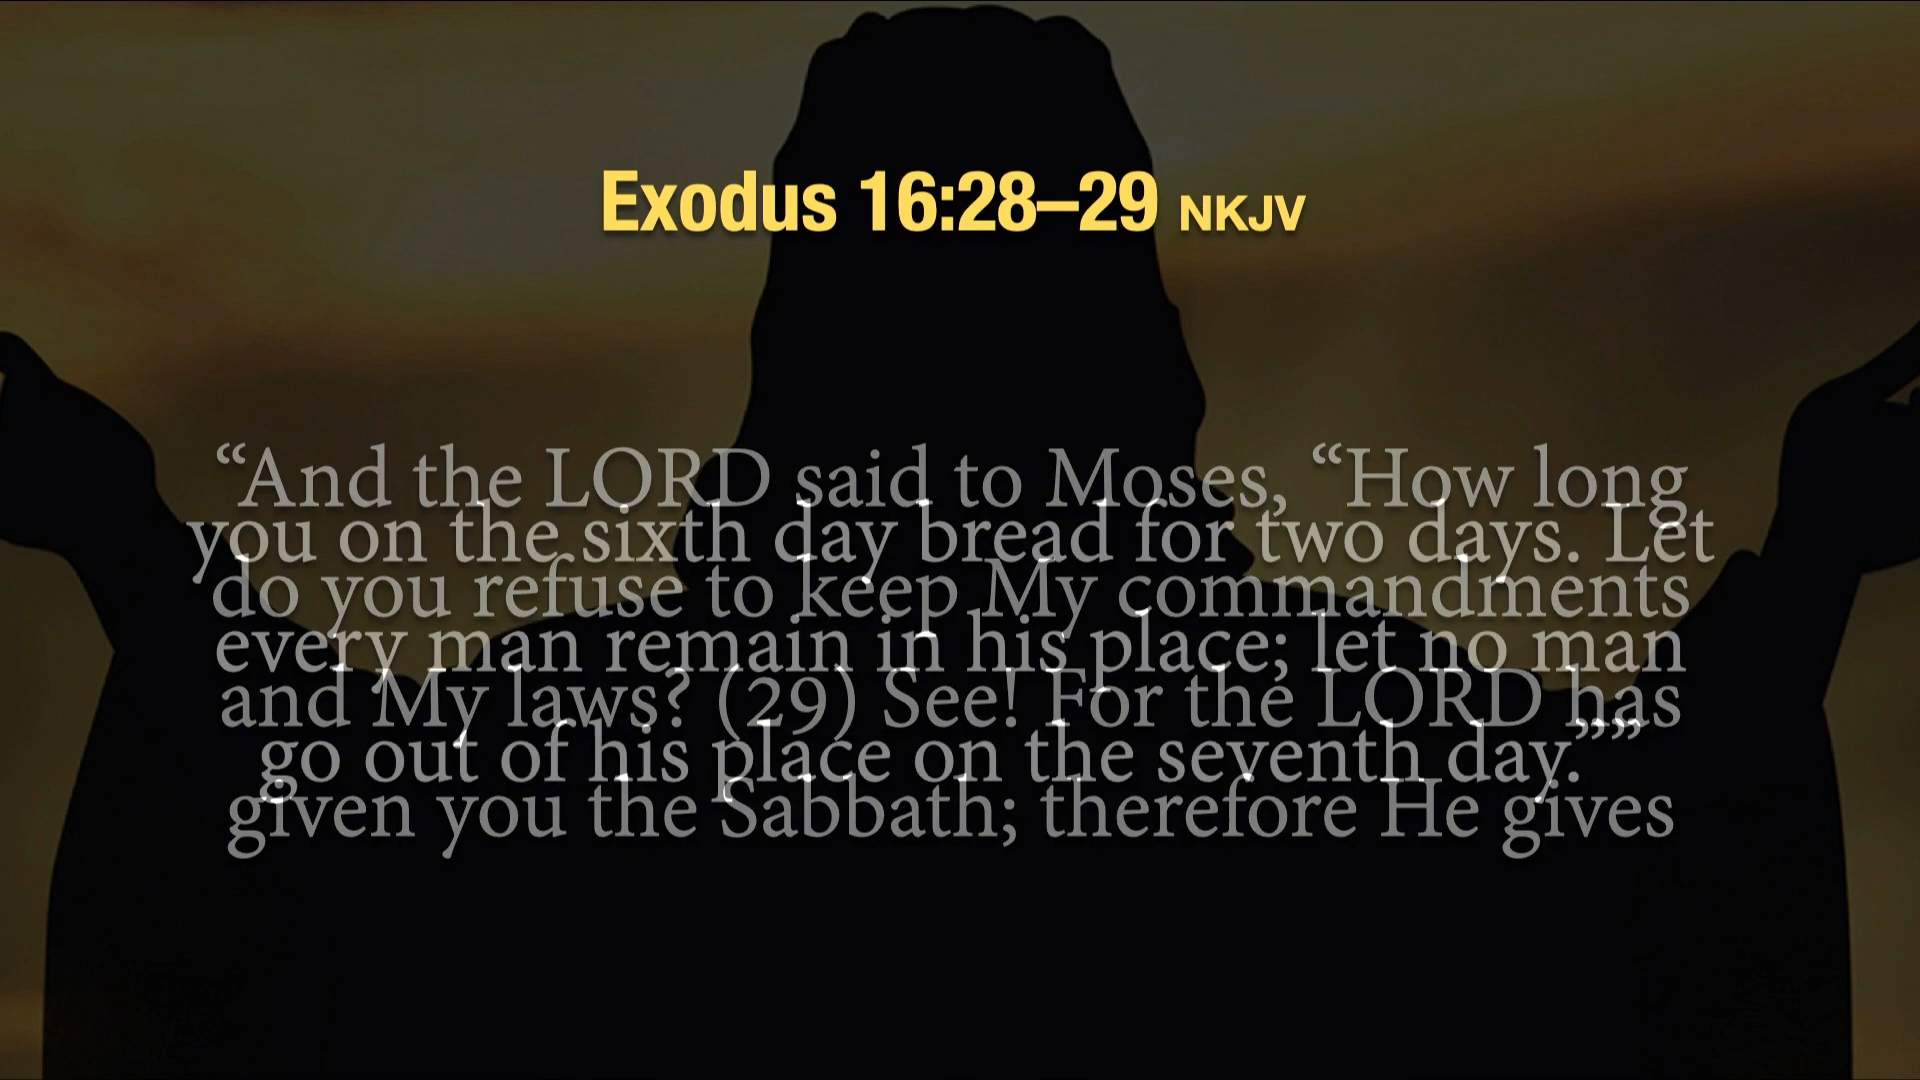 Exodus 16:28–29 NKJV
“And the LORD said to Moses, “How long
you on the sixth day bread for two days. Let
do you refuse to keep My commandments
every man remain in his place; let no man
and My laws? (29) See! For the LORD has
go out of his place on the seventh day.””
given you the Sabbath; therefore He gives